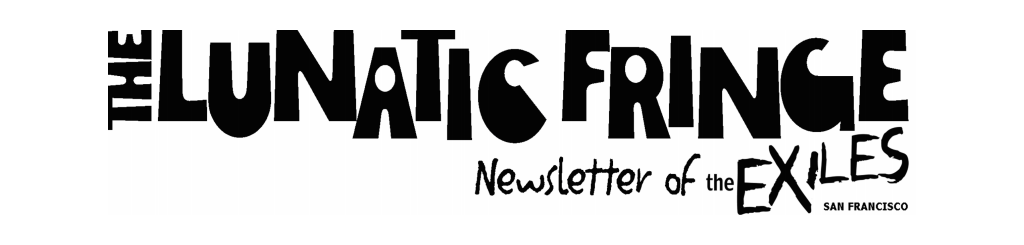 THE LUNATIC FRINGE
Newsletter of the EXILES
SAN FRANCISCO